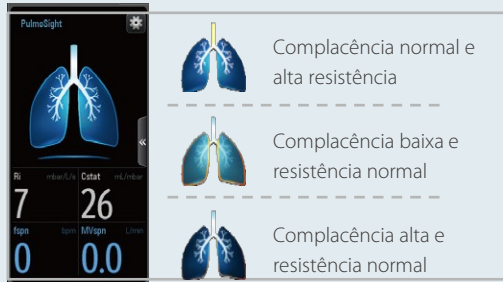 PulmoSight
Ri mbar/L/s Cstat mL/mbar
7 26
fspn bpm MVspn L/min
0 0.0
«
Complacência normal e
alta resistência
Complacência baixa e
resistência normal
Complacência alta e
resistência normal